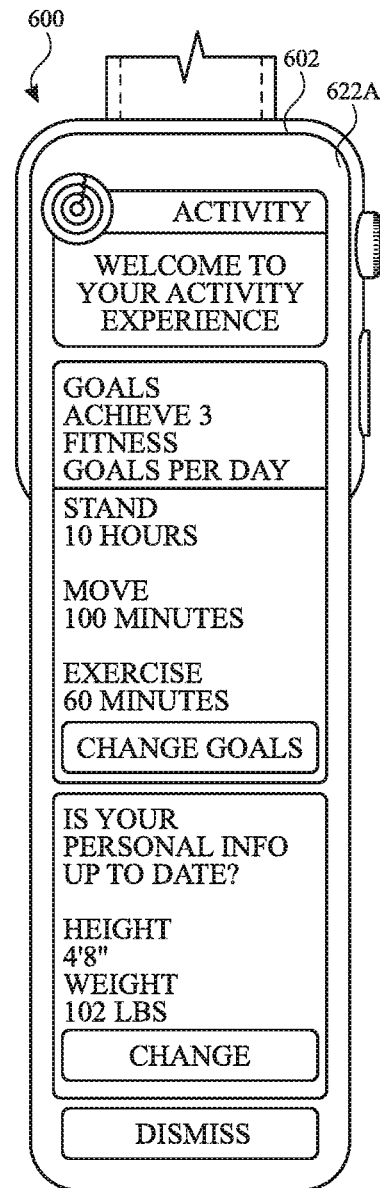 600
602
622A
ACTIVITY
WELCOME TO
YOUR ACTIVITY
EXPERIENCE
GOALS
ACHIEVE 3
FITNESS
GOALS PER DAY
STAND
10 HOURS
MOVE
100 MINUTES
EXERCISE
60 MINUTES
CHANGE GOALS
IS YOUR
PERSONAL INFO
UP TO DATE?
HEIGHT
4'8"
WEIGHT
102 LBS
CHANGE
DISMISS